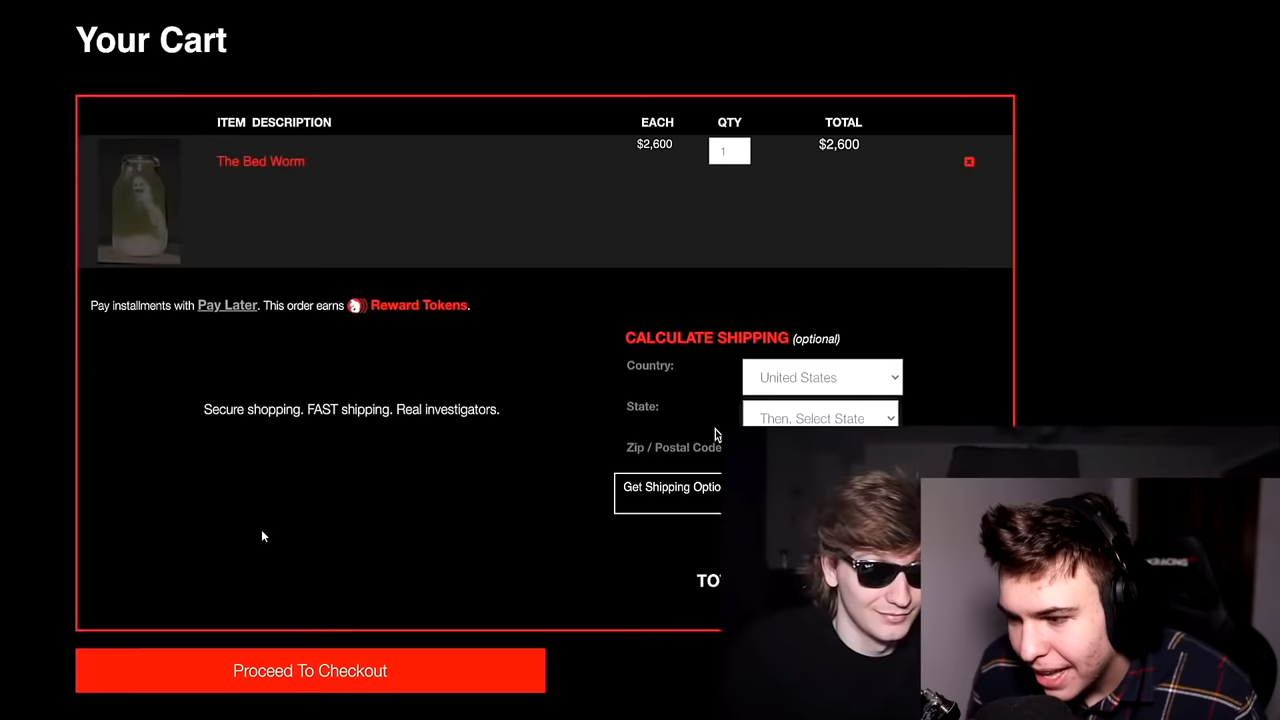 Your Cart
ITEM DESCRIPTION EACH QTY TOTAL
The Bed Worm $2,600 1 $2,600
Pay installments with Pay Later. This order earns Reward Tokens.
CALCULATE SHIPPING (optional)
Country: United States
State: Then, Select State
Secure shopping. FAST shipping. Real investigators.
Zip / Postal Code
Get Shipping Optio
TO
Proceed To Checkout
RACING